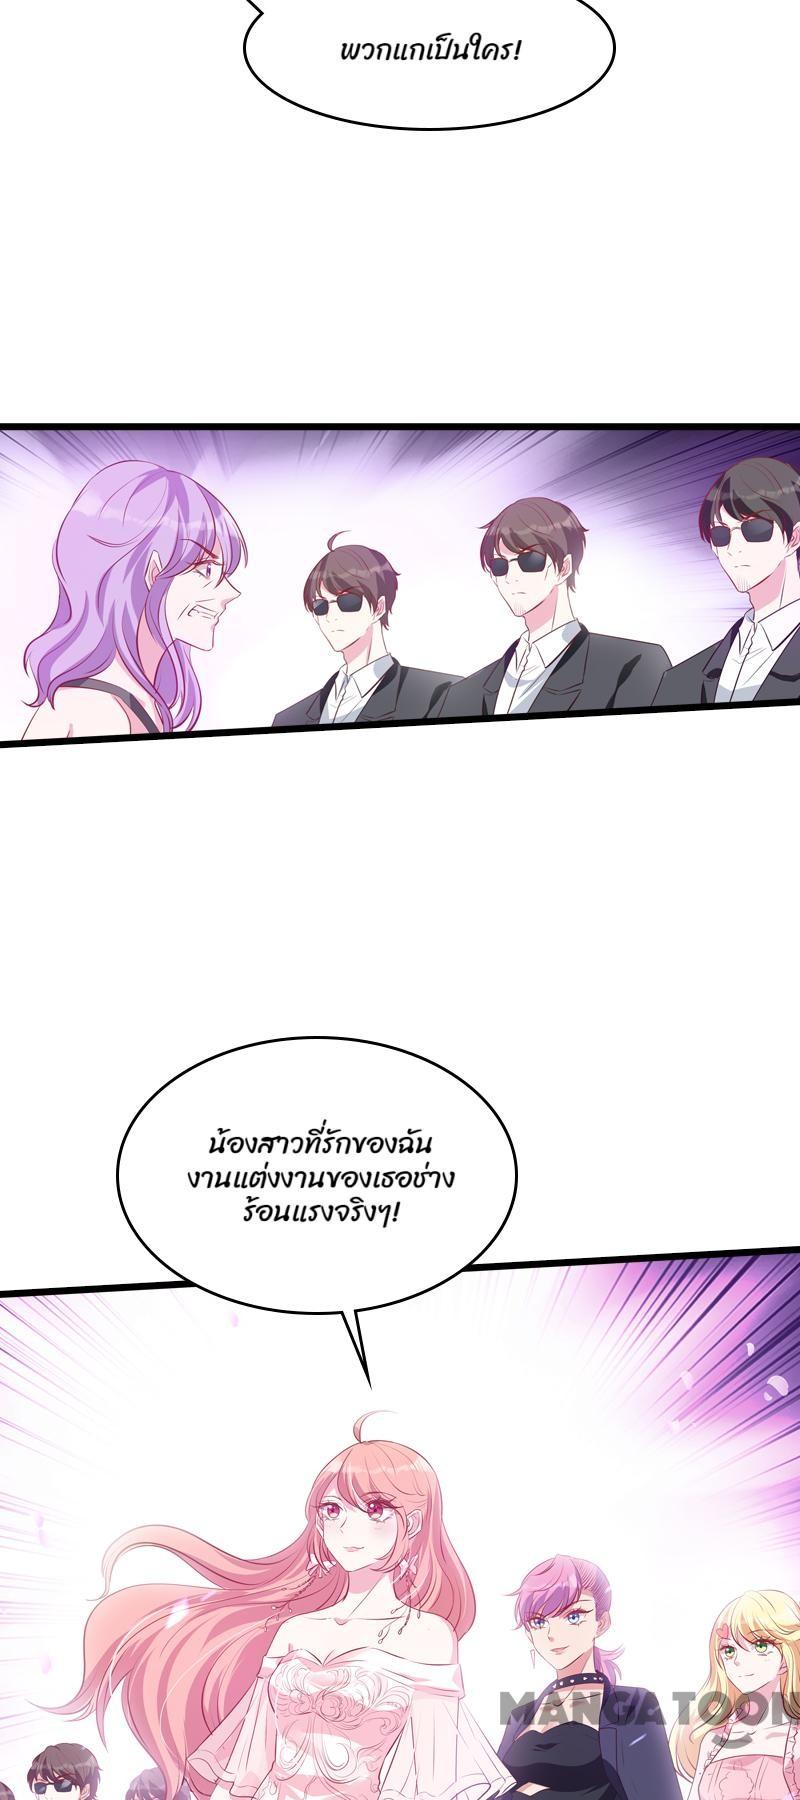 พวกแกเป็นใคร!
น้องสาวที่รักของฉัน
งานแต่งงานของเธอช่าง
ร้อนแรงจริงๆ!
MANGA TOON